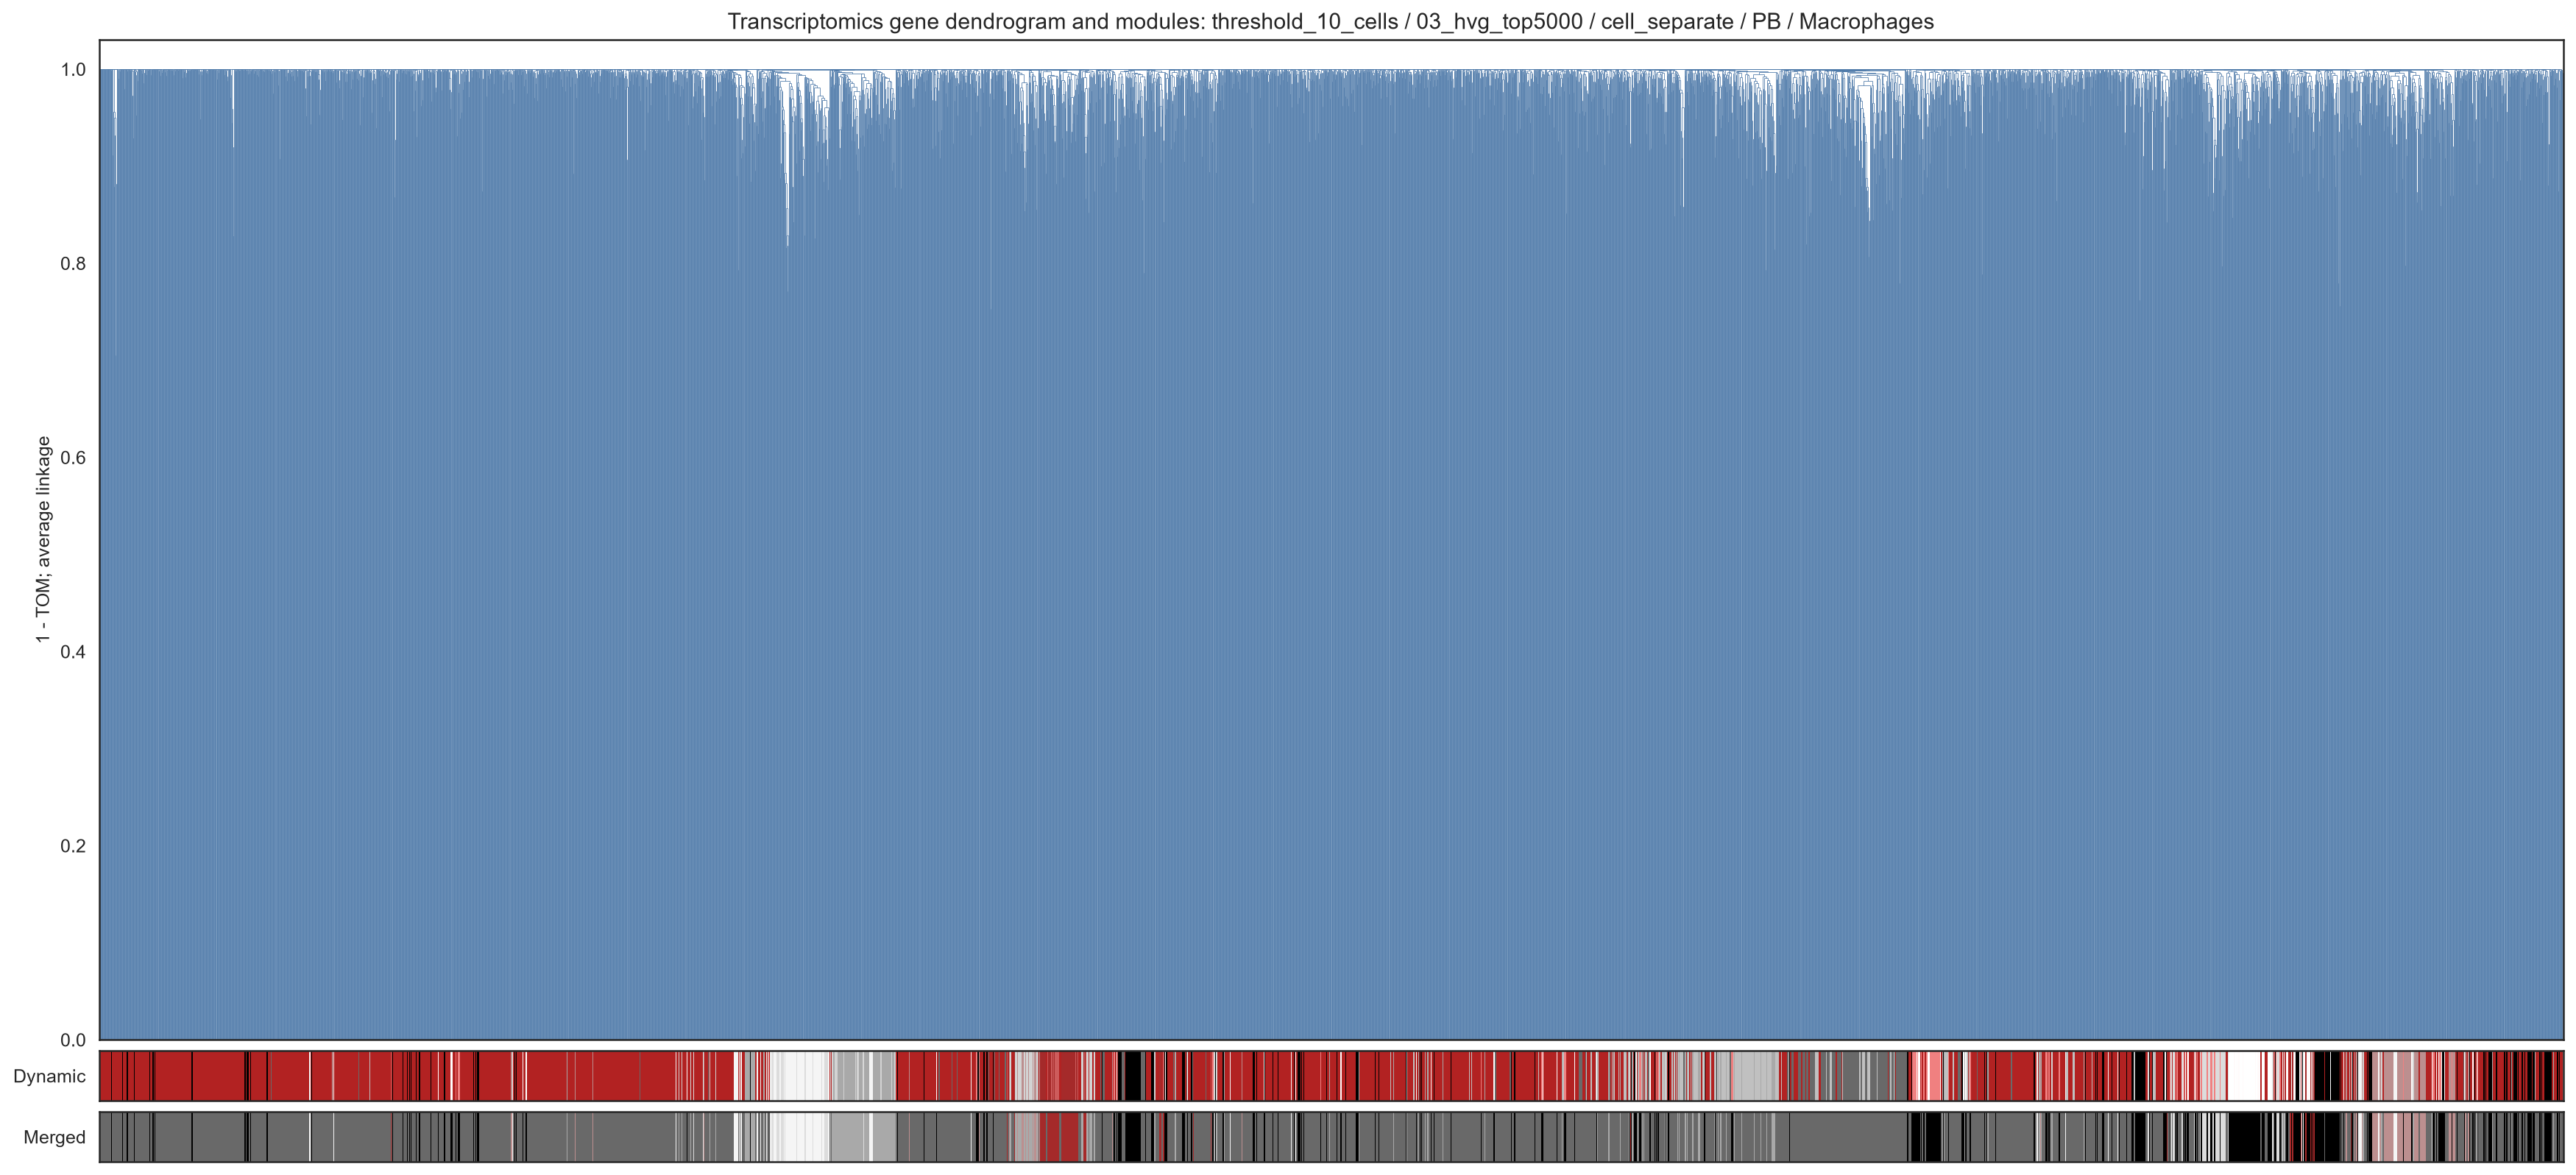 Transcriptomics gene dendrogram and modules: threshold_10_cells / 03_hvg_top5000 / cell_separate / PB / Macrophages
1.0
0.8
0.6
0.4
0.2
0.0
1 - TOM; average linkage
Dynamic
Merged